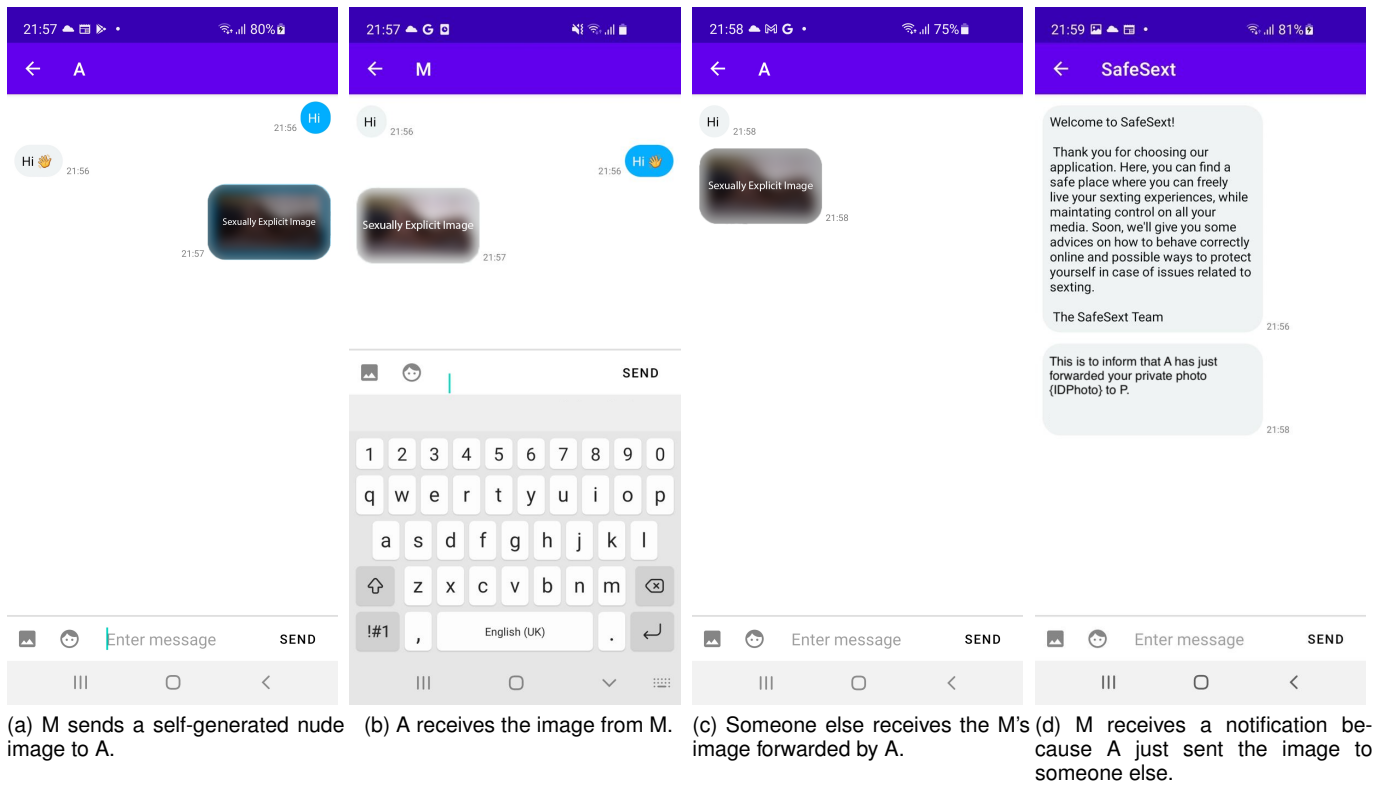 21:57
80%
A
Hi
21:56
Hi 👋
21:56
Sexually Explicit Image
21:57
Enter message
SEND
(a) M sends a self-generated nude
image to A.
21:57 G
M
Hi
21:56
Hi 👋
21:56
Sexually Explicit Image
21:57
SEND
1 2 3 4 5 6 7 8 9 0
q w e r t y u i o p
a s d f g h j k l
z x c v b n m
!#1 , English (UK) .
(b) A receives the image from M.
21:58 G
75%
A
Hi
21:58
Sexually Explicit Image
21:58
Enter message
SEND
(c) Someone else receives the M's
image forwarded by A.
21:59
81%
SafeSext
Welcome to SafeSext!
Thank you for choosing our
application. Here, you can find a
safe place where you can freely
live your sexting experiences, while
maintating control on all your
media. Soon, we'll give you some
advices on how to behave correctly
online and possible ways to protect
yourself in case of issues related to
sexting.
The SafeSext Team
21:56
This is to inform that A has just
forwarded your private photo
{IDPhoto} to P.
21:58
Enter message
SEND
(d) M receives a notification be-
cause A just sent the image to
someone else.